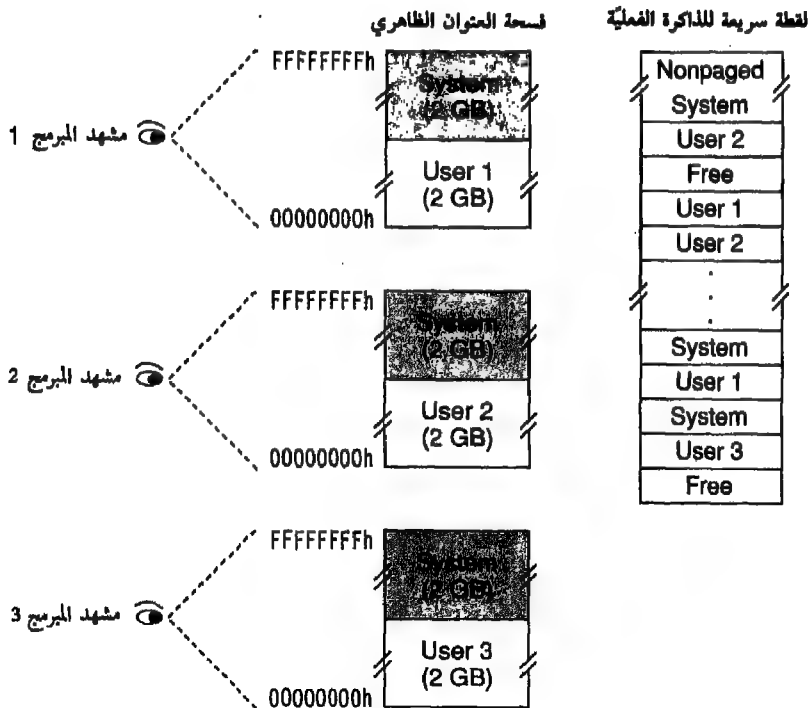 لقطة سريعة للذاكرة الفعليّة
فسحة العنوان الظاهري
FFFFFFFFh
System
(2 GB)
مشهد المبرمج 1
User 1
(2 GB)
00000000h
FFFFFFFFh
System
(2 GB)
مشهد المبرمج 2
User 2
(2 GB)
00000000h
FFFFFFFFh
System
(2 GB)
مشهد المبرمج 3
User 3
(2 GB)
00000000h
Nonpaged
System
User 2
Free
User 1
User 2
.
.
.
System
User 1
System
User 3
Free